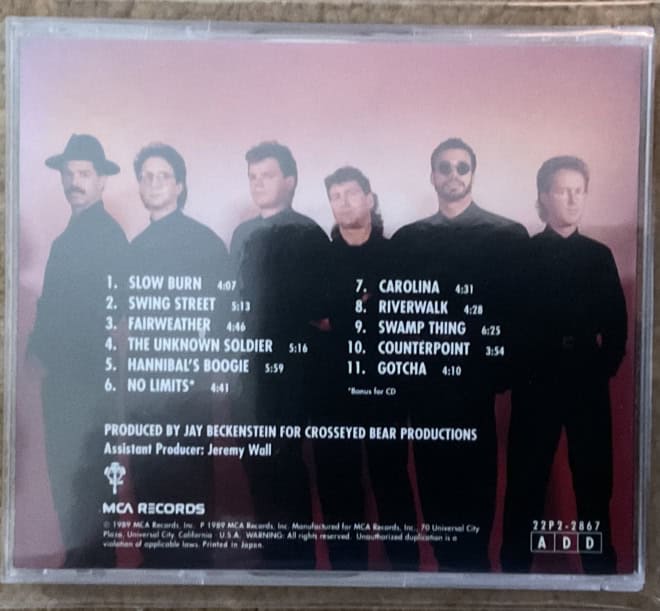 1. SLOW BURN 4:07
2. SWING STREET 5:13
3. FAIRWEATHER 4:46
4. THE UNKNOWN SOLDIER 5:16
5. HANNIBAL'S BOOGIE 5:59
6. NO LIMITS* 4:41
7. CAROLINA 4:31
8. RIVERWALK 4:28
9. SWAMP THING 6:25
10. COUNTERPOINT 3:54
11. GOTCHA 4:10
*Bonus for CD
PRODUCED BY JAY BECKENSTEIN FOR CROSSEYED BEAR PRODUCTIONS
Assistant Producer: Jeremy Wall
MCA RECORDS
© 1989 MCA Records, Inc. P 1989 MCA Records, Inc. Manufactured for MCA Records, Inc., 70 Universal City
Plaza, Universal City, California U.S.A. WARNING: All rights reserved. Unauthorized duplication is a
violation of applicable laws. Printed in Japan.
22P2-2867
A D D